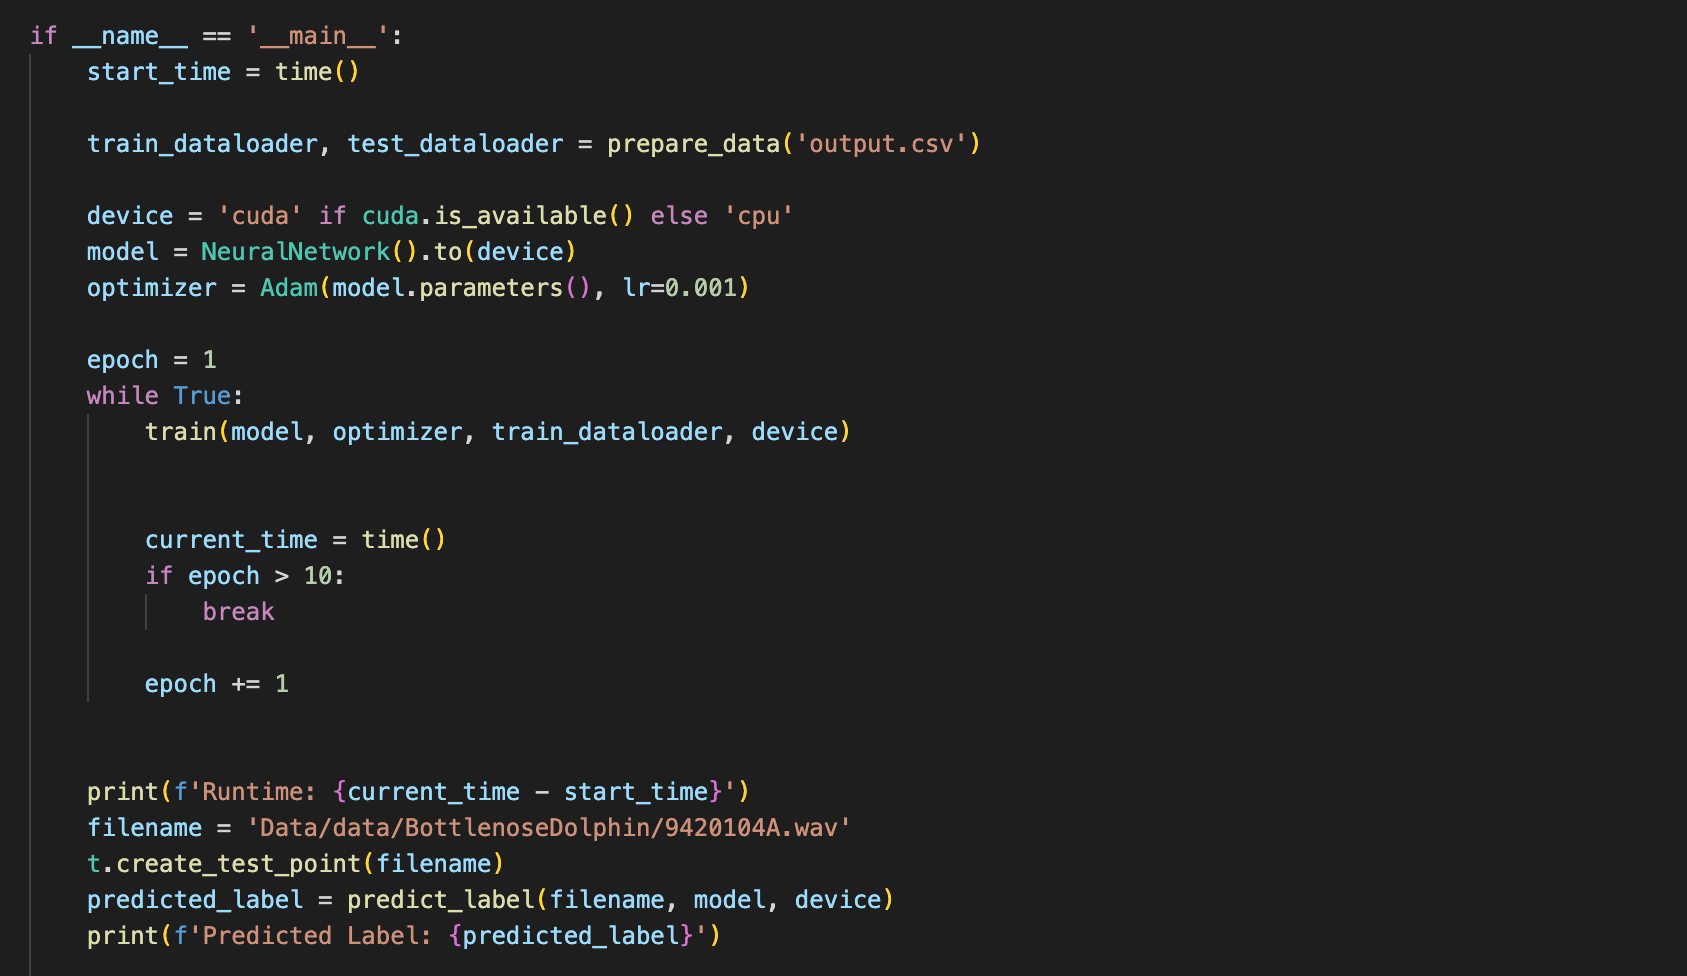 if __name__ == '__main__':
    start_time = time()
    train_dataloader, test_dataloader = prepare_data('output.csv')
    device = 'cuda' if cuda.is_available() else 'cpu'
    model = NeuralNetwork().to(device)
    optimizer = Adam(model.parameters(), lr=0.001)
    epoch = 1
    while True:
        train(model, optimizer, train_dataloader, device)
        current_time = time()
        if epoch > 10:
            break
        epoch += 1
    print(f'Runtime: {current_time - start_time}')
    filename = 'Data/data/BottlenoseDolphin/9420104A.wav'
    t.create_test_point(filename)
    predicted_label = predict_label(filename, model, device)
    print(f'Predicted Label: {predicted_label}')